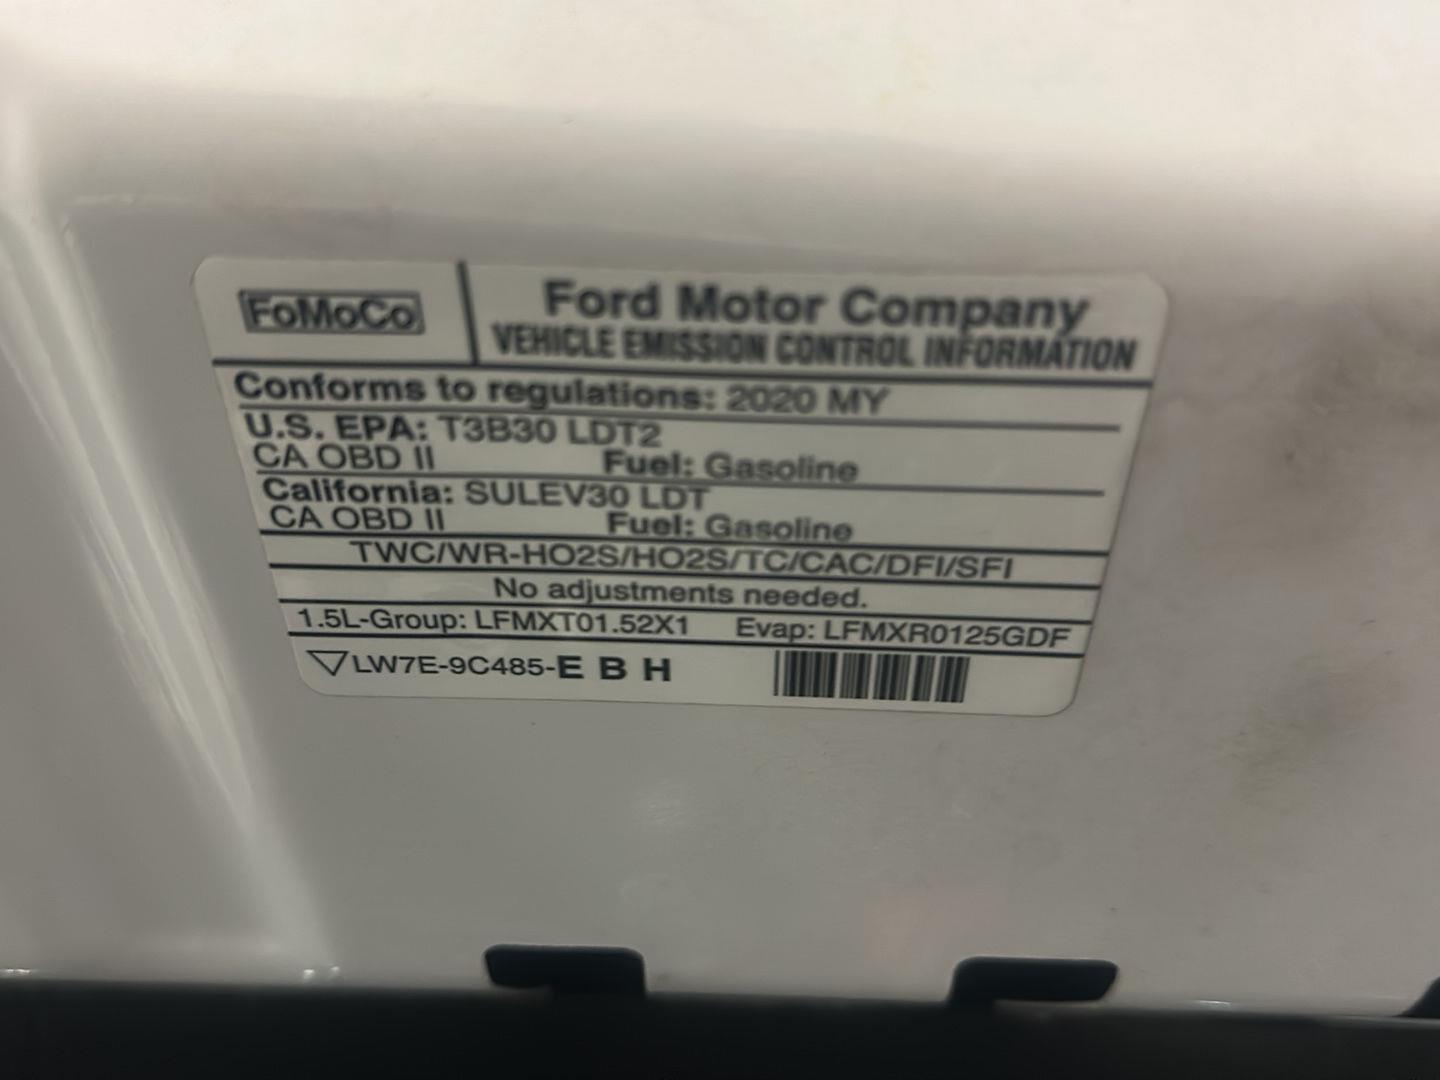 FoMoCo
Ford Motor Company
VEHICLE EMISSION CONTROL INFORMATION
Conforms to regulations: 2020 MY
U.S. EPA: T3B30 LDT2
CA OBD II Fuel: Gasoline
California: SULEV30 LDT
CA OBD II Fuel: Gasoline
TWC/WR-HO2S/HO2S/TC/CAC/DFI/SFI
No adjustments needed.
1.5L-Group: LFMXT01.52X1 Evap: LFMXR0125GDF
LW7E-9C485-E B H